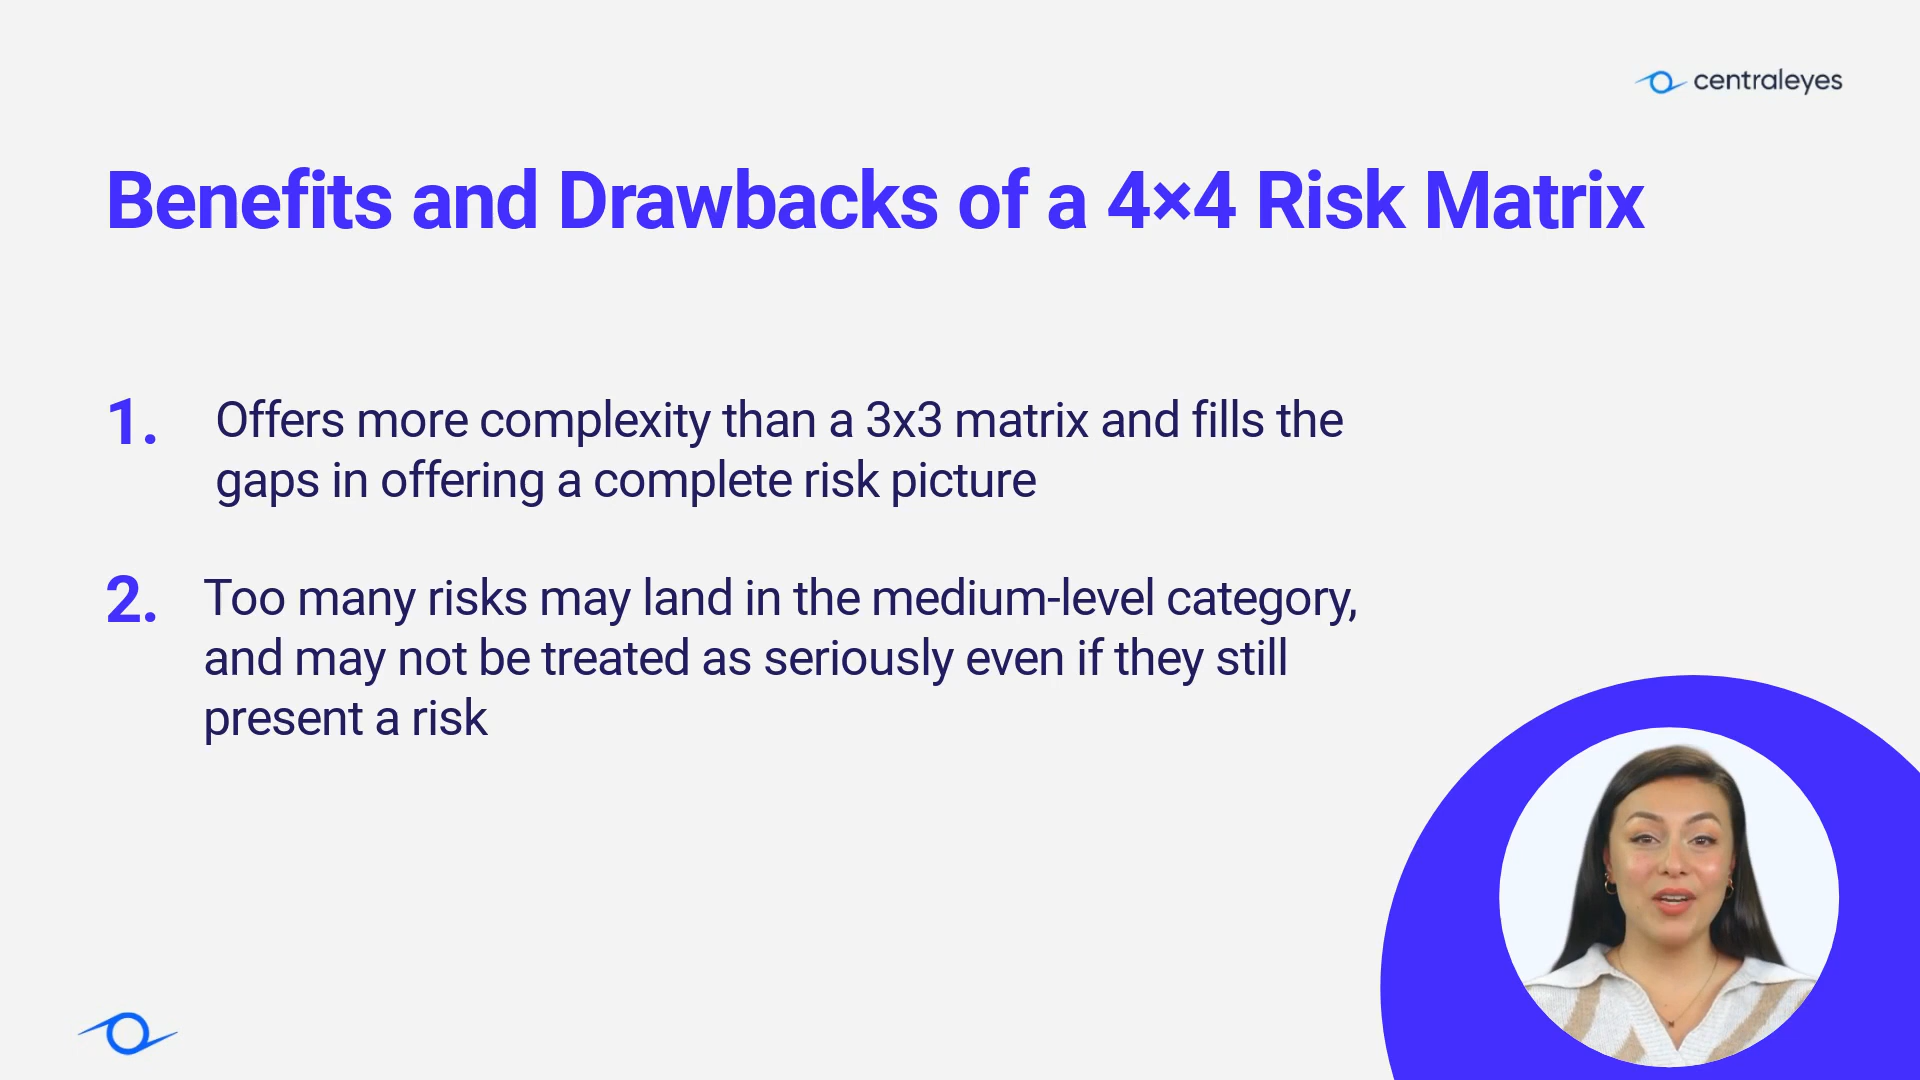 centraleyes
Benefits and Drawbacks of a 4×4 Risk Matrix
1. Offers more complexity than a 3x3 matrix and fills the
gaps in offering a complete risk picture
2. Too many risks may land in the medium-level category,
and may not be treated as seriously even if they still
present a risk